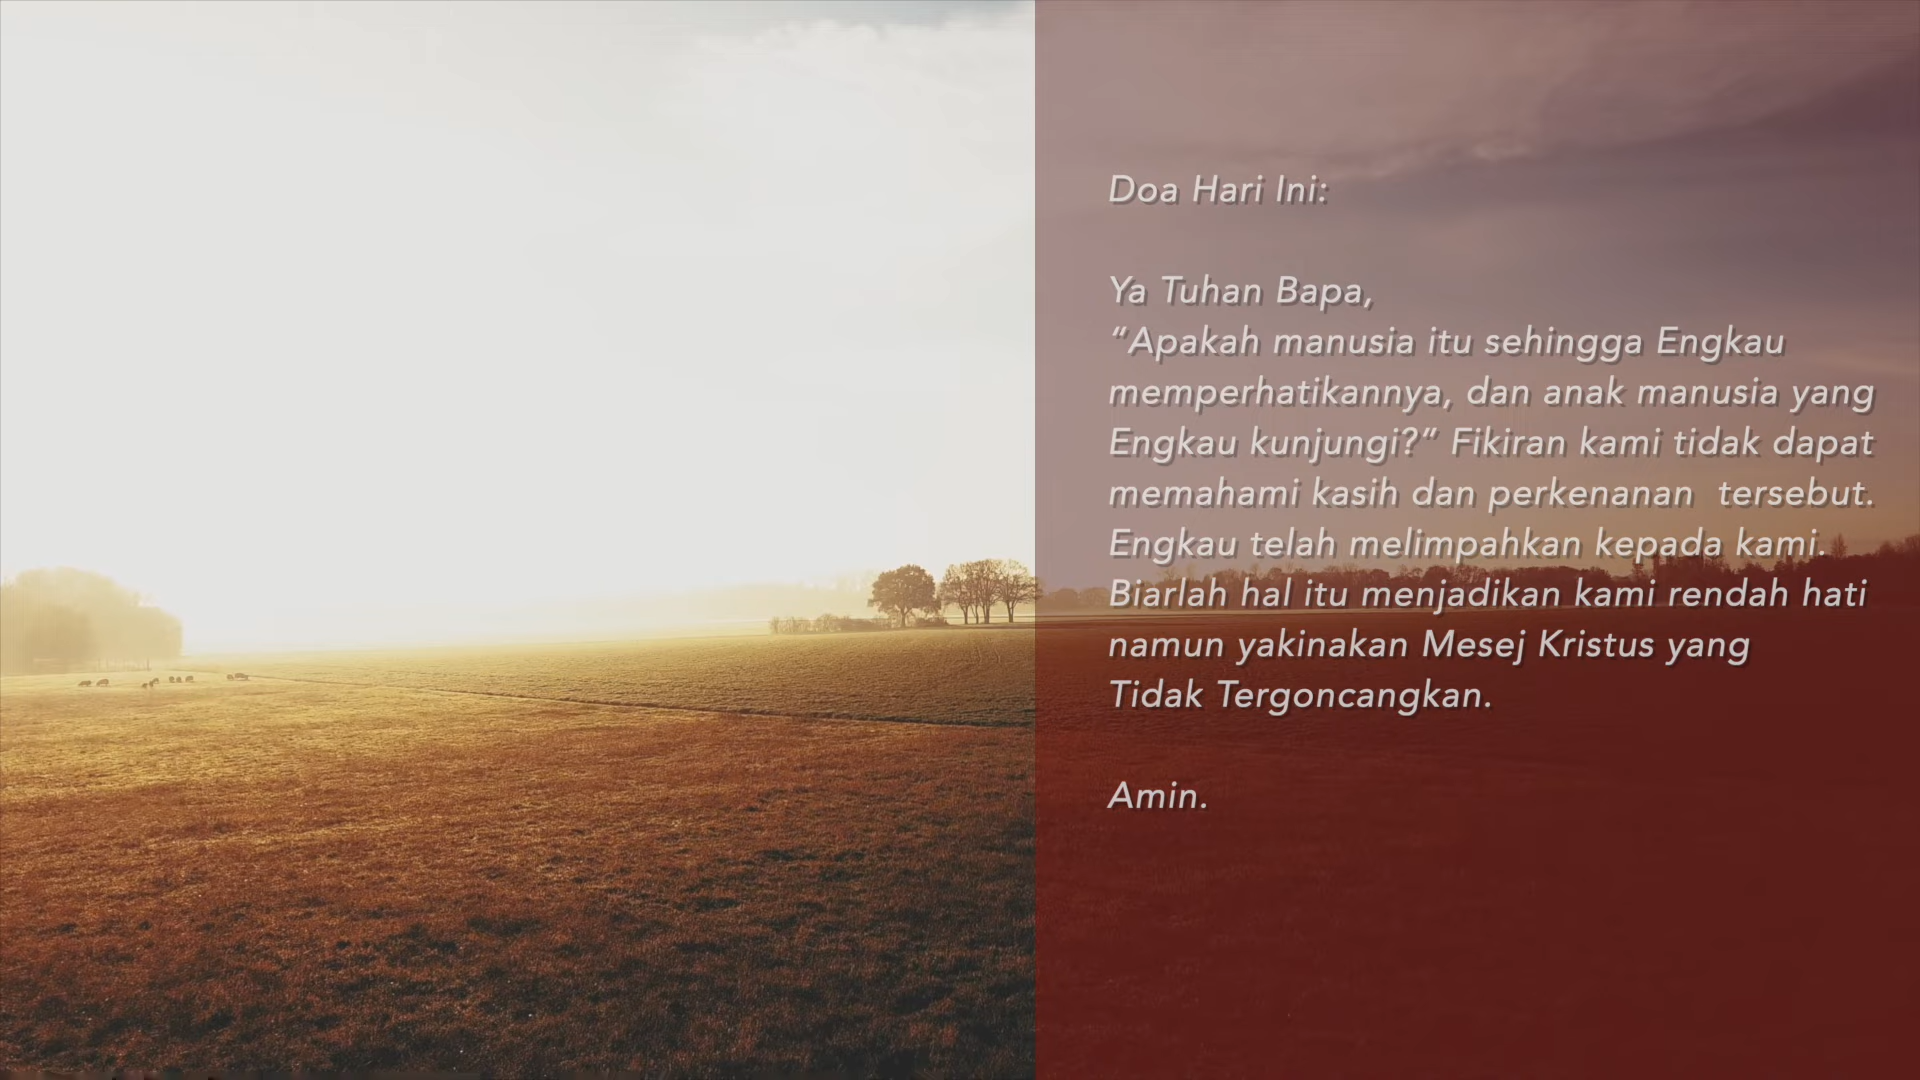 Doa Hari Ini:
Ya Tuhan Bapa,
“Apakah manusia itu sehingga Engkau
memperhatikannya, dan anak manusia yang
Engkau kunjungi?” Fikiran kami tidak dapat
memahami kasih dan perkenanan  tersebut.
Engkau telah melimpahkan kepada kami.
Biarlah hal itu menjadikan kami rendah hati
namun yakinakan Mesej Kristus yang
Tidak Tergoncangkan.
Amin.